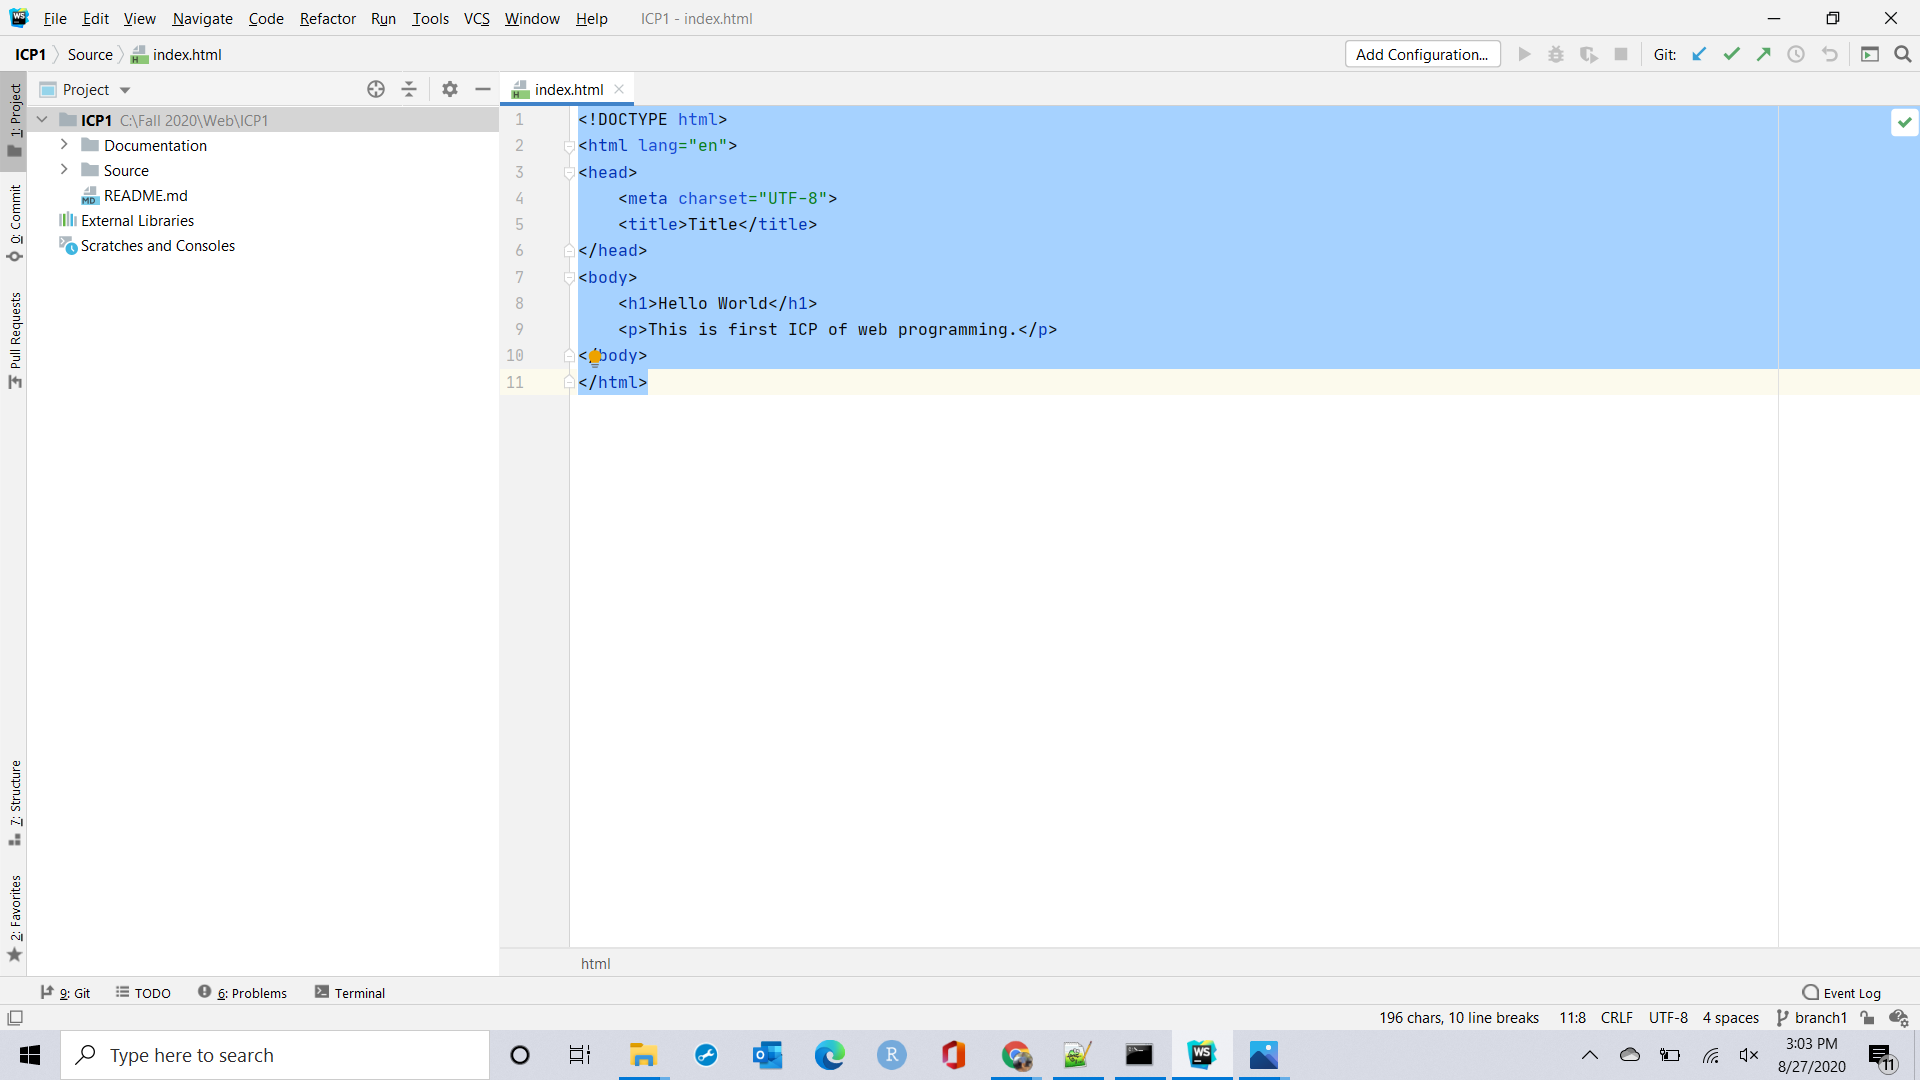 WS File Edit View Navigate Code Refactor Run Tools VCS Window Help ICP1 - index.html
ICP1 Source index.html Add Configuration... Git:
Project index.html
1: Project
0: Commit
Pull Requests
7: Structure
2: Favorites
ICP1 C:\Fall 2020\Web\ICP1
Documentation
Source
README.md
External Libraries
Scratches and Consoles
1 <!DOCTYPE html>
2 <html lang="en">
3 <head>
4 <meta charset="UTF-8">
5 <title>Title</title>
6 </head>
7 <body>
8 <h1>Hello World</h1>
9 <p>This is first ICP of web programming.</p>
10 </body>
11 </html>
html
9: Git TODO 6: Problems Terminal Event Log
196 chars, 10 line breaks 11:8 CRLF UTF-8 4 spaces branch1
Type here to search
R
WS
3:03 PM
8/27/2020
11